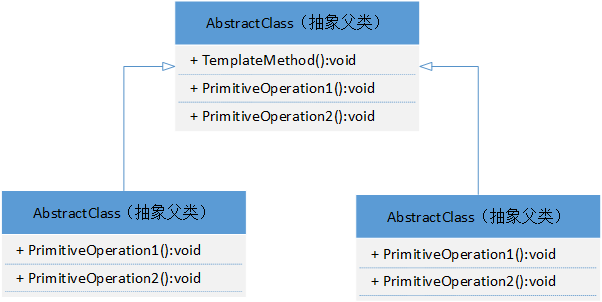 AbstractClass（抽象父类）
+ TemplateMethod():void
+ PrimitiveOperation1():void
+ PrimitiveOperation2():void
AbstractClass（抽象父类）
+ PrimitiveOperation1():void
+ PrimitiveOperation2():void
AbstractClass（抽象父类）
+ PrimitiveOperation1():void
+ PrimitiveOperation2():void